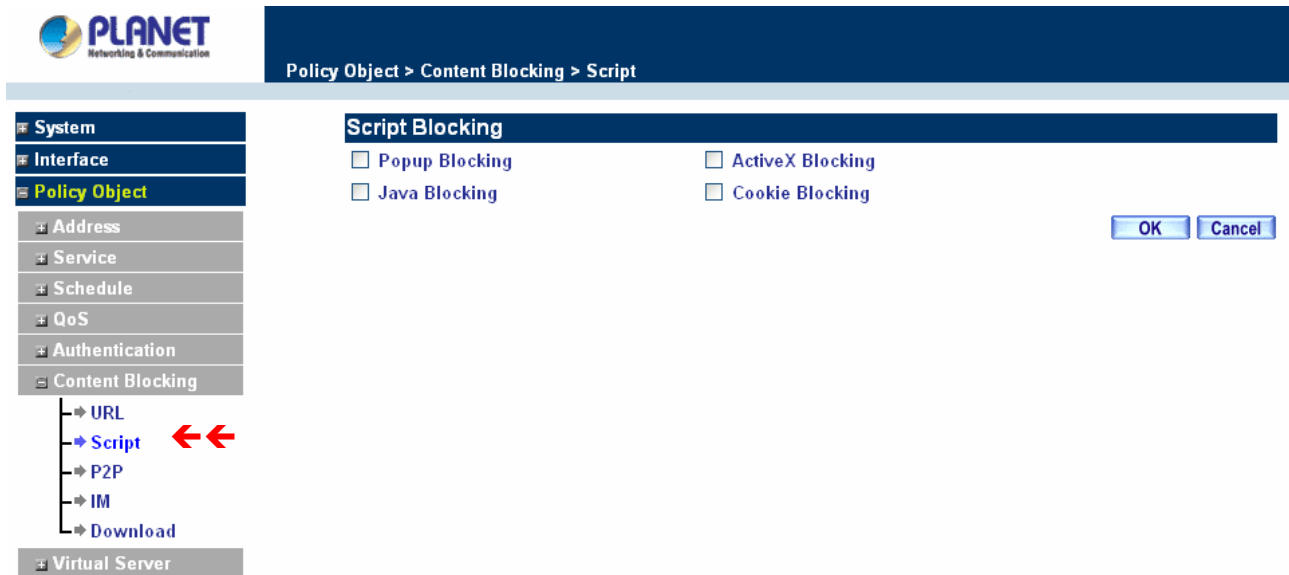 PLANET
Networking & Communication
Policy Object > Content Blocking > Script
System
Interface
Policy Object
Address
Service
Schedule
QoS
Authentication
Content Blocking
URL
Script
P2P
IM
Download
Virtual Server
Script Blocking
Popup Blocking ActiveX Blocking
Java Blocking Cookie Blocking
OK Cancel